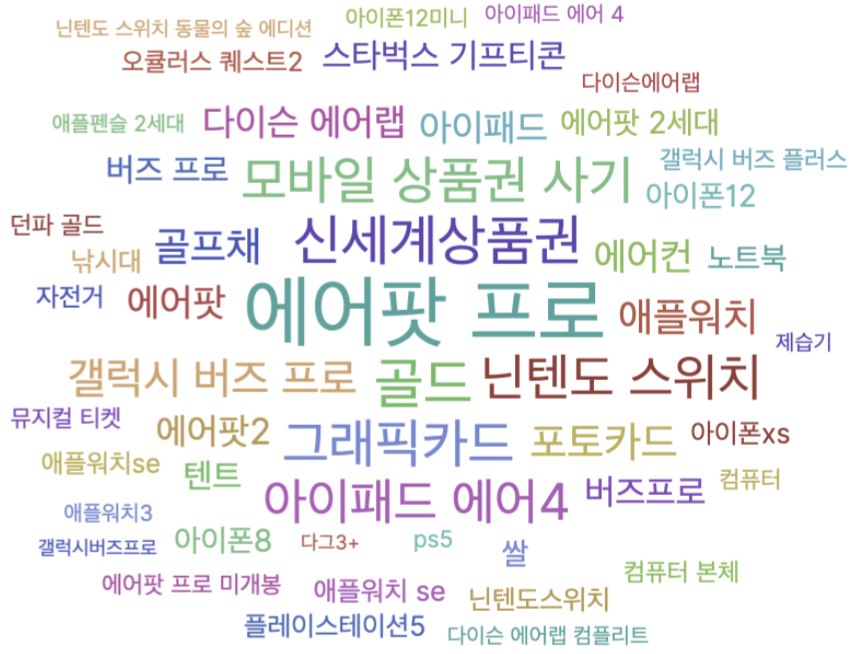 닌텐도 스위치 동물의 숲 에디션 아이폰12미니 아이패드 에어 4
오큘러스 퀘스트2 스타벅스 기프티콘
다이슨에어랩
애플펜슬 2세대 다이슨 에어랩 아이패드 에어팟 2세대
버즈 프로 모바일 상품권 사기 갤럭시 버즈 플러스
아이폰12
던파 골드 골프채 신세계상품권 에어컨 노트북
낚시대
자전거 에어팟 에어팟 프로 애플워치
제습기
갤럭시 버즈 프로 골드 닌텐도 스위치
뮤지컬 티켓 에어팟2 그래픽카드 포토카드 아이폰xs
애플워치se 텐트 아이패드 에어4 버즈프로 컴퓨터
애플워치3
갤럭시버즈프로 아이폰8 다그3+ ps5 쌀
컴퓨터 본체
에어팟 프로 미개봉 애플워치 se 닌텐도스위치
플레이스테이션5 다이슨 에어랩 컴플리트